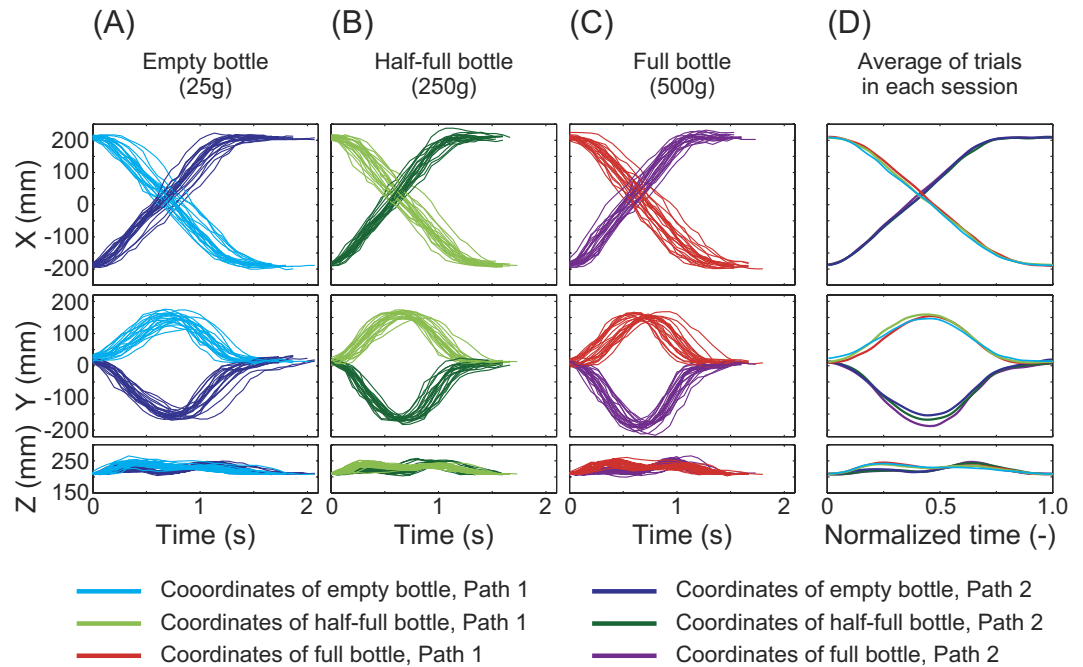 (A) (B) (C) (D)
Empty bottle Half-full bottle Full bottle Average of trials
(25g) (250g) (500g) in each session
X (mm)
200
100
0
-100
-200
Y (mm)
200
100
0
-100
-200
Z (mm)
250
150
0 1 2 0 1 2 0 1 2 0 1.0
Time (s) Time (s) Time (s) Normalized time (-)
Cooordinates of empty bottle, Path 1 Coordinates of empty bottle, Path 2
Coordinates of half-full bottle, Path 1 Coordinates of half-full bottle, Path 2
Coordinates of full bottle, Path 1 Coordinates of full bottle, Path 2